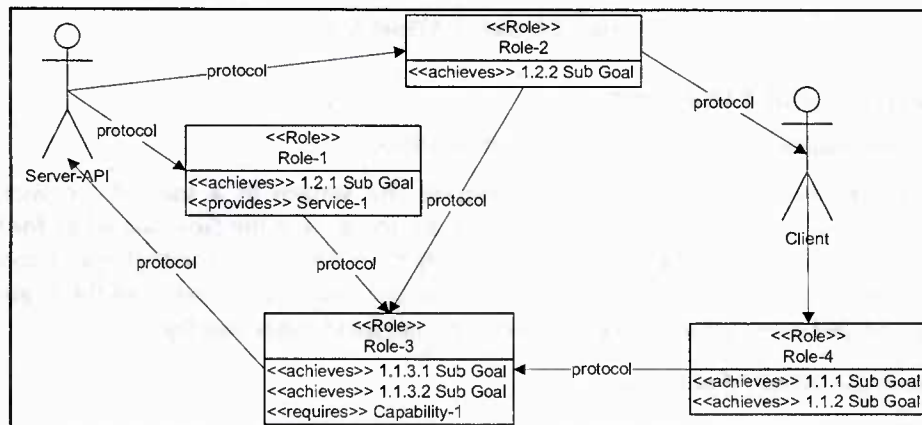 <<Role>>
Role-2
<<achieves>> 1.2.2 Sub Goal
protocol
protocol
protocol
<<Role>>
Role-1
<<achieves>> 1.2.1 Sub Goal
<<provides>> Service-1
Server-API
protocol
Client
protocol
protocol
<<Role>>
Role-3
<<achieves>> 1.1.3.1 Sub Goal
<<achieves>> 1.1.3.2 Sub Goal
<<requires>> Capability-1
protocol
<<Role>>
Role-4
<<achieves>> 1.1.1 Sub Goal
<<achieves>> 1.1.2 Sub Goal